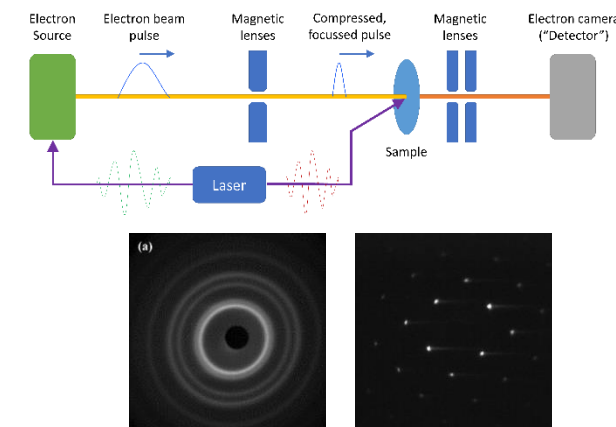 Electron
Source
Electron beam
pulse
Magnetic
lenses
Compressed,
focussed pulse
Magnetic
lenses
Electron camera
("Detector")
Sample
Laser
(a)